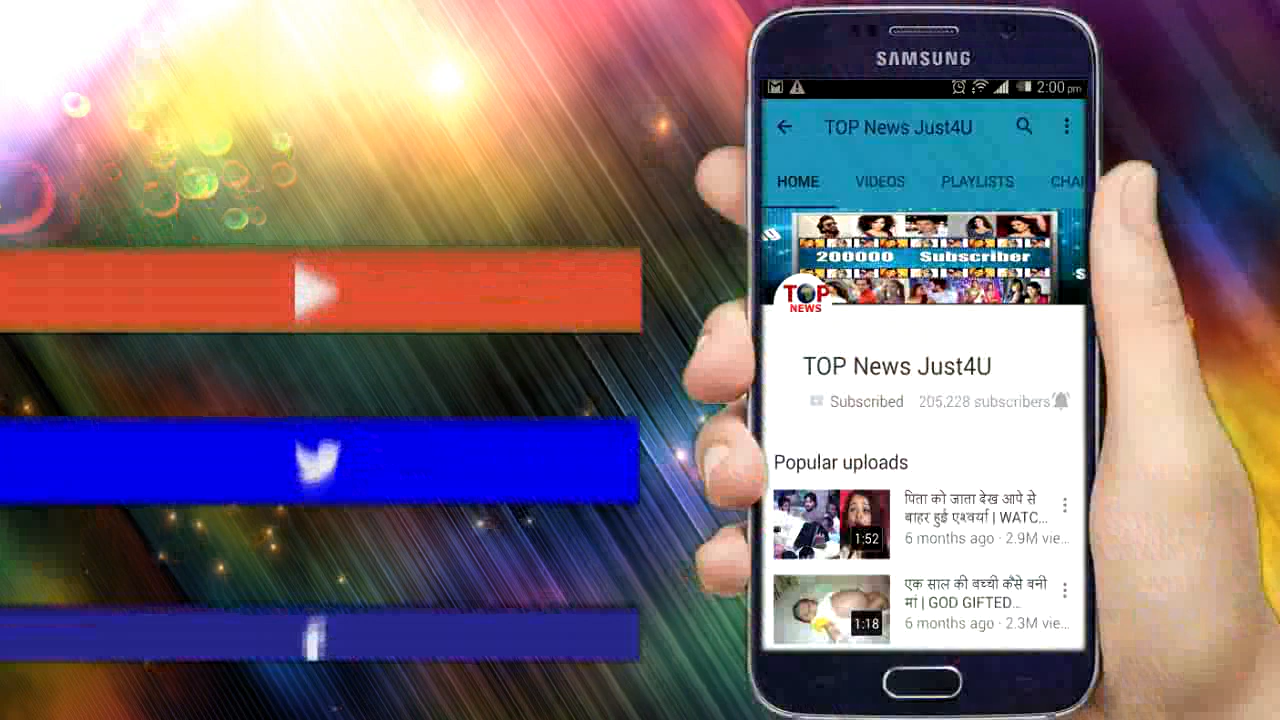 SAMSUNG
2:00 pm
TOP News Just4U
HOME VIDEOS PLAYLISTS CHAI
200000 Subscriber
TOP
NEWS
TOP News Just4U
Subscribed 205,228 subscribers
Popular uploads
पिता को जाता देख आपे से
बाहर हुई एश्वर्या | WATC...
1:52
6 months ago · 2.9M vie...
एक साल की बच्ची कैसे बनी
मां | GOD GIFTED...
1:18
6 months ago · 2.3M vie...